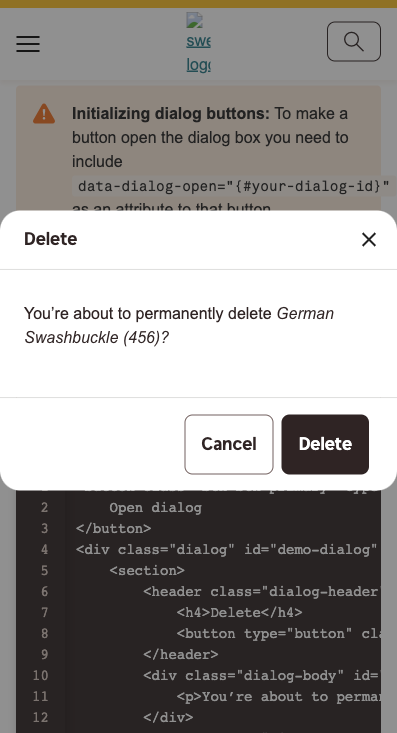 swe
logo
Initializing dialog buttons: To make a
button open the dialog box you need to
include
data-dialog-open="{#your-dialog-id}"
as an attribute to that button
Delete
You’re about to permanently delete German
Swashbuckle (456)?
Cancel
Delete
2 Open dialog
3 </button>
4 <div class="dialog" id="demo-dialog"
5 <section>
6 <header class="dialog-header"
7 <h4>Delete</h4>
8 <button type="button" cla
9 </header>
10 <div class="dialog-body" id=
11 <p>You’re about to perma
12 </div>